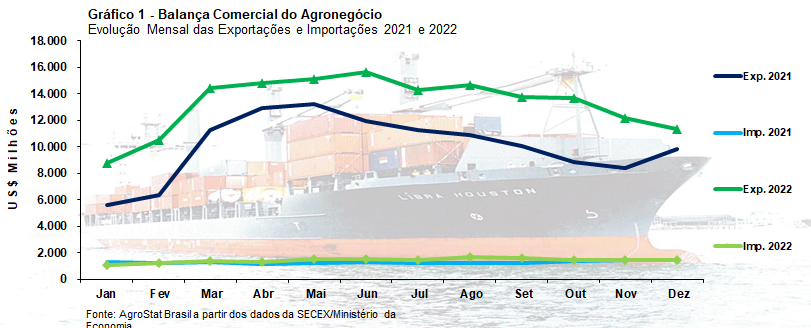 Gráfico 1 - Balança Comercial do Agronegócio
Evolução Mensal das Exportações e Importações 2021 e 2022
US$ Milhões
18.000
16.000
14.000
12.000
10.000
8.000
6.000
4.000
2.000
0
Jan Fev Mar Abr Mai Jun Jul Ago Set Out Nov Dez
Exp. 2021
Imp. 2021
Exp. 2022
Imp. 2022
LIBRA HOUSTON
Fonte: AgroStat Brasil a partir dos dados da SECEX/Ministério da
Economia